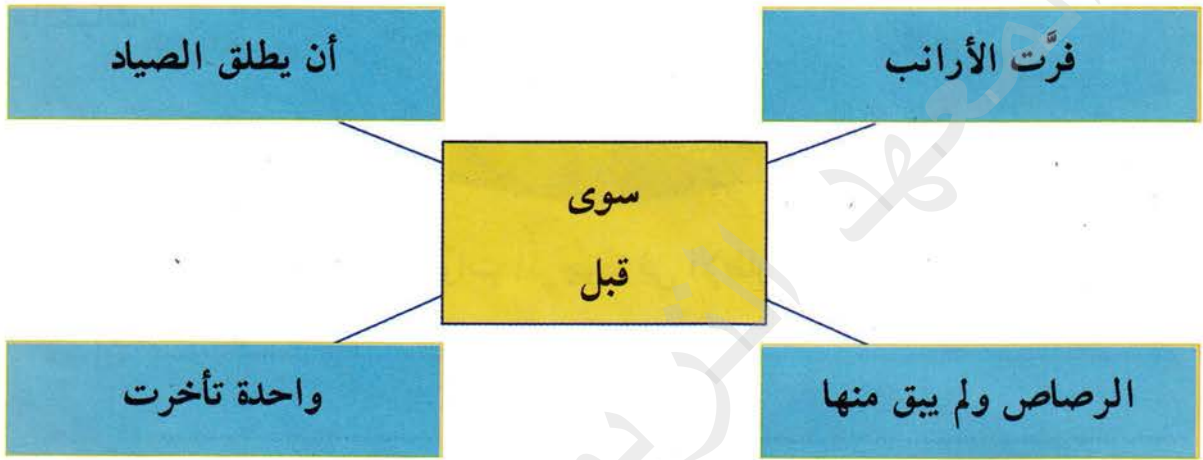 فرَّت الأرانب
أن يطلق الصياد
سوى
قبل
الرصاص ولم يبق منها
واحدة تأخرت